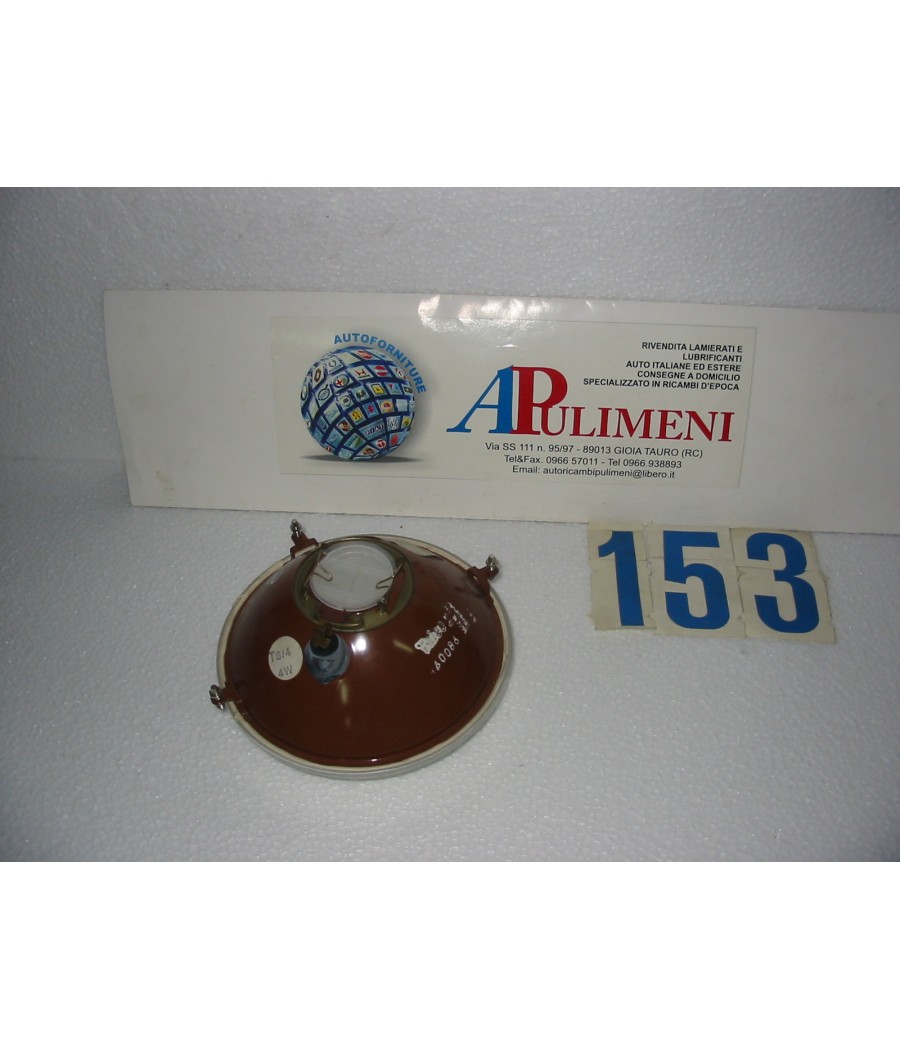 AUTOFORNITURE
RIVENDITA LAMIERATI E
LUBRIFICANTI
AUTO ITALIANE ED ESTERE
CONSEGNE A DOMICILIO
SPECIALIZZATO IN RICAMBI D'EPOCA
APULIMENI
Via SS 111 n. 95/97 - 89013 GIOIA TAURO (RC)
Tel&Fax. 0966 57011 - Tel 0966.938893
Email: autoricambipulimeni@libero.it
153
T8/4
4W
60086